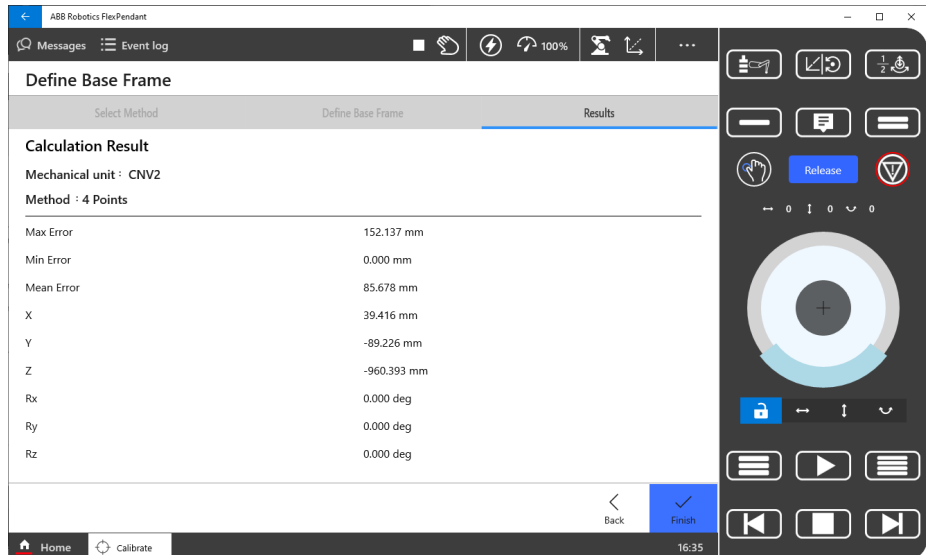 ABB Robotics FlexPendant
Messages Event log 100%
Define Base Frame
Select Method Define Base Frame Results
Calculation Result
Mechanical unit : CNV2
Method : 4 Points
Max Error 152.137 mm
Min Error 0.000 mm
Mean Error 85.678 mm
X 39.416 mm
Y -89.226 mm
Z -960.393 mm
Rx 0.000 deg
Ry 0.000 deg
Rz 0.000 deg
Back Finish
Home Calibrate 16:35
1/2
Release
0 0 0